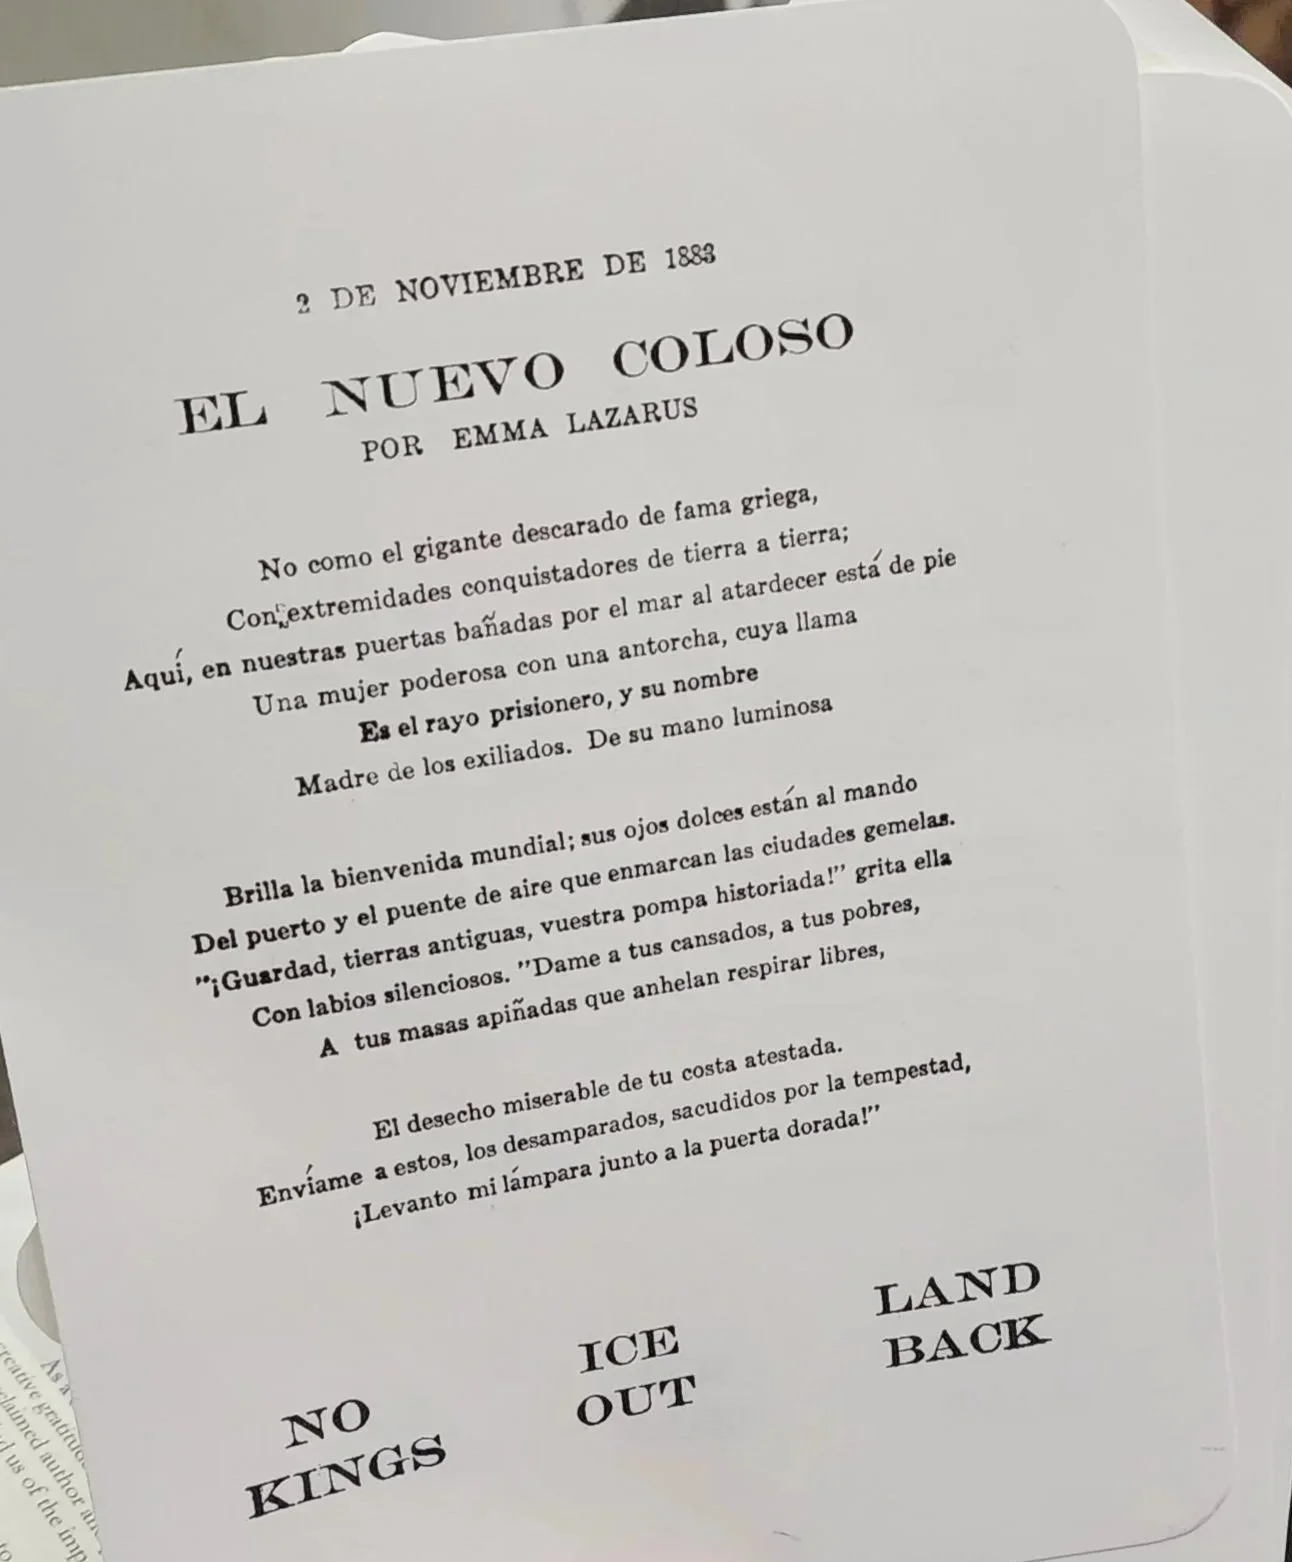 2 DE NOVIEMBRE DE 1883
EL NUEVO COLOSO
POR EMMA LAZARUS
No como el gigante descarado de fama griega,
Con extremidades conquistadores de tierra a tierra;
Aquí, en nuestras puertas bañadas por el mar al atardecer está de pie
Una mujer poderosa con una antorcha, cuya llama
Es el rayo prisionero, y su nombre
Madre de los exiliados. De su mano luminosa
Brilla la bienvenida mundial; sus ojos dolces están al mando
Del puerto y el puente de aire que enmarcan las ciudades gemelas.
"¡Guardad, tierras antiguas, vuestra pompa historiada!" grita ella
Con labios silenciosos. "Dame a tus cansados, a tus pobres,
A tus masas apiñadas que anhelan respirar libres,
El desecho miserable de tu costa atestada.
Envíame a estos, los desamparados, sacudidos por la tempestad,
¡Levanto mi lámpara junto a la puerta dorada!"
NO
KINGS
ICE
OUT
LAND
BACK
As a
author
us of the
to